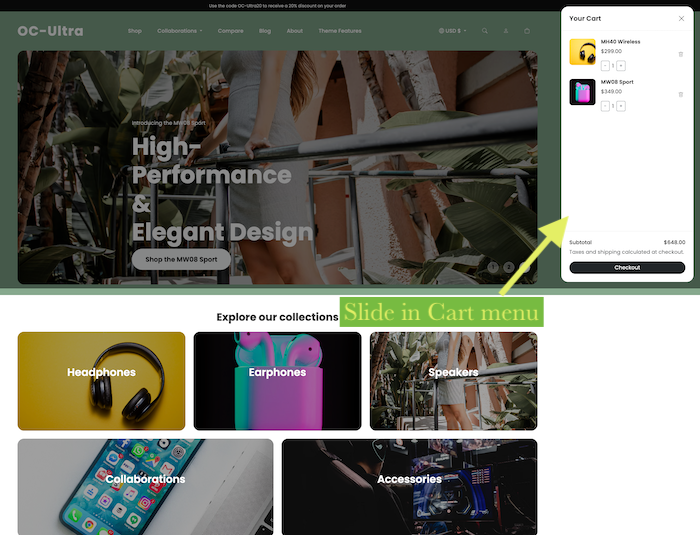 Use the code OC-Ultra20 to receive a 20% discount on your order
OC-Ultra
Shop Collaborations Compare Blog About Theme Features USD $
Introducing the MW08 Sport
High-
Performance
&
Elegant Design
Shop the MW08 Sport
Your Cart
MH40 Wireless
$299.00
- 1 +
MW08 Sport
$349.00
- 1 +
Subtotal $648.00
Taxes and shipping calculated at checkout.
Checkout
Slide in Cart menu
Explore our collections
Headphones
Earphones
Speakers
Collaborations
Accessories